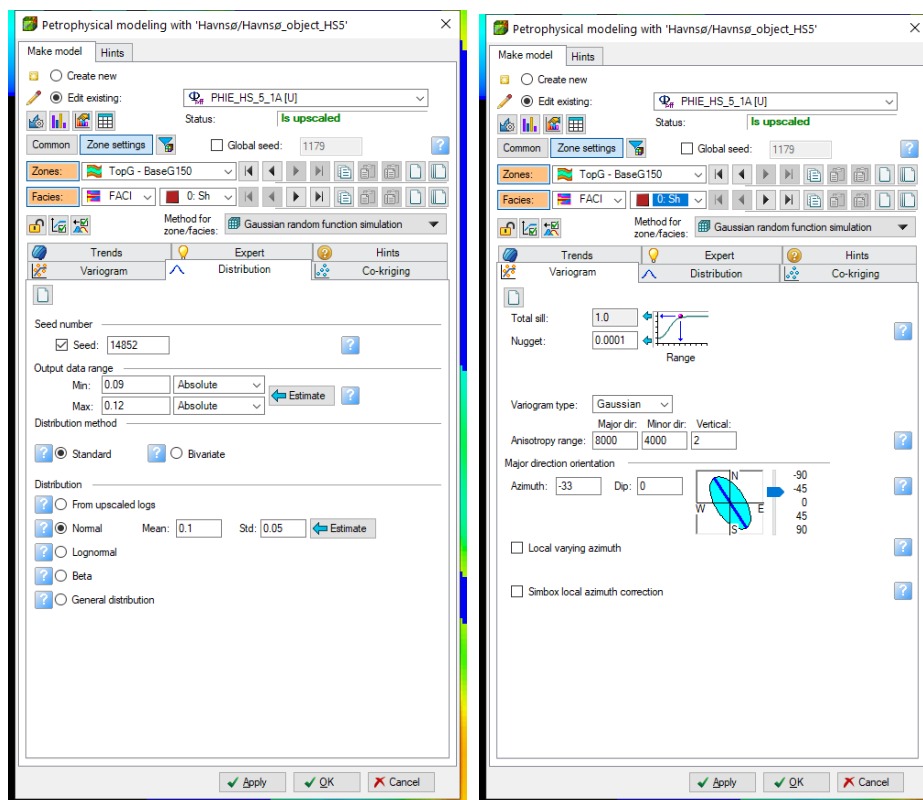 Petrophysical modeling with 'Havnsø/Havnsø_object_HS5'
Make model Hints
Create new
Edit existing: PHIE_HS_5_1A [U]
Status: Is upscaled
Common Zone settings Global seed: 1179
Zones: TopG - BaseG150
Facies: FACI 0: Sh
Method for zone/facies: Gaussian random function simulation
Trends Expert Hints
Variogram Distribution Co-kriging
Seed number
Seed: 14852
Output data range
Min: 0.09 Absolute
Estimate
Max: 0.12 Absolute
Distribution method
Standard Bivariate
Distribution
From upscaled logs
Normal Mean: 0.1 Std: 0.05 Estimate
Lognormal
Beta
General distribution
Apply OK Cancel
Petrophysical modeling with 'Havnsø/Havnsø_object_HS5'
Make model Hints
Create new
Edit existing: PHIE_HS_5_1A [U]
Status: Is upscaled
Common Zone settings Global seed: 1179
Zones: TopG - BaseG150
Facies: FACI 0: Sh
Method for zone/facies: Gaussian random function simulation
Trends Expert Hints
Variogram Distribution Co-kriging
Total sill: 1.0
Nugget: 0.0001
Range
Variogram type: Gaussian
Major dir: Minor dir: Vertical:
Anisotropy range: 8000 4000 2
Major direction orientation
Azimuth: -33 Dip: 0
N
W E
S
-90
-45
0
45
90
Local varying azimuth
Simbox local azimuth correction
Apply OK Cancel